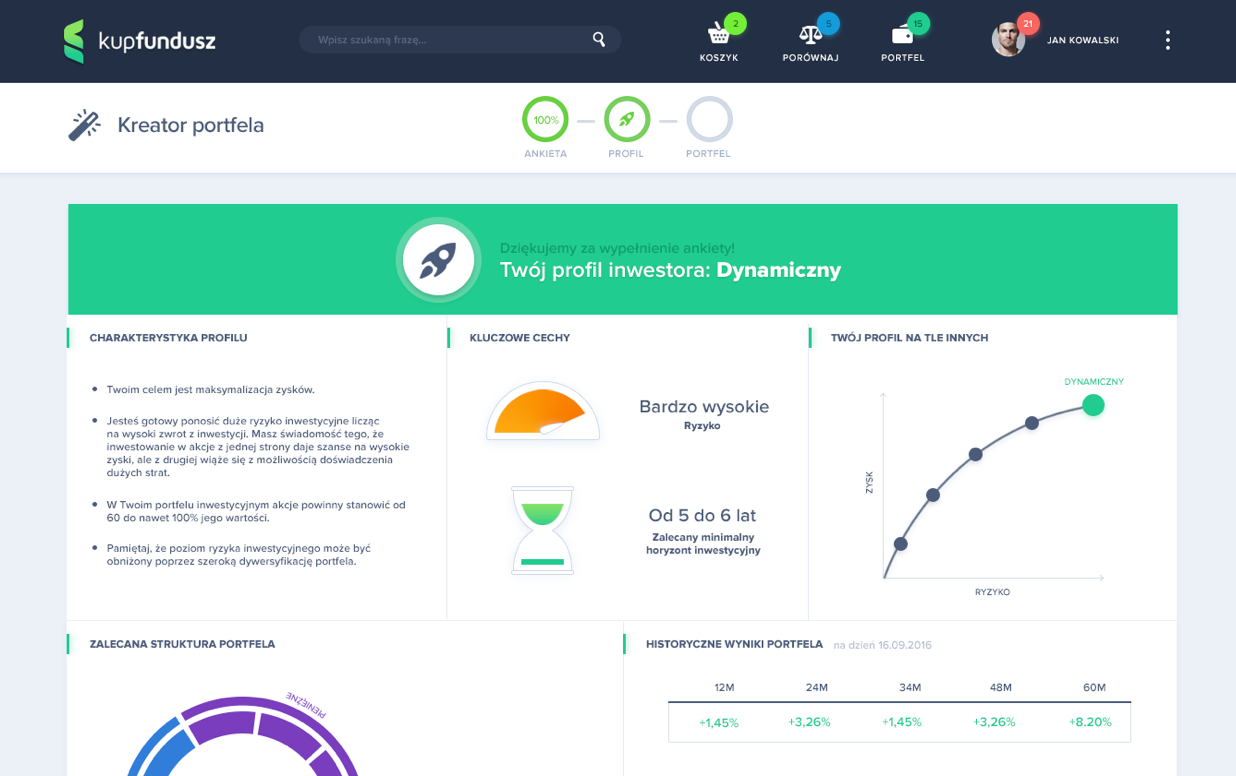 kupfundusz
Wpisz szukaną frazę...
2
5
15
21
KOSZYK
PORÓWNAJ
PORTFEL
JAN KOWALSKI
Kreator portfela
100%
ANKIETA
PROFIL
PORTFEL
Dziękujemy za wypełnienie ankiety!
Twój profil inwestora: Dynamiczny
CHARAKTERYSTYKA PROFILU
Twoim celem jest maksymalizacja zysków.
Jesteś gotowy ponosić duże ryzyko inwestycyjne licząc
na wysoki zwrot z inwestycji. Masz świadomość tego, że
inwestowanie w akcje z jednej strony daje szanse na wysokie
zyski, ale z drugiej wiąże się z możliwością doświadczenia
dużych strat.
W Twoim portfelu inwestycyjnym akcje powinny stanowić od
60 do nawet 100% jego wartości.
Pamiętaj, że poziom ryzyka inwestycyjnego może być
obniżony poprzez szeroką dywersyfikację portfela.
KLUCZOWE CECHY
Bardzo wysokie
Ryzyko
Od 5 do 6 lat
Zalecany minimalny
horyzont inwestycyjny
TWÓJ PROFIL NA TLE INNYCH
DYNAMICZNY
ZYSK
RYZYKO
ZALECANA STRUKTURA PORTFELA
PIENIĘŻNE
HISTORYCZNE WYNIKI PORTFELA na dzień 16.09.2016
12M 24M 34M 48M 60M
+1,45% +3,26% +1,45% +3,26% +8.20%